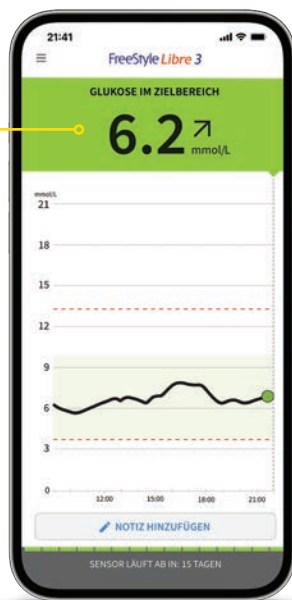 21:41
FreeStyle Libre 3
GLUKOSE IM ZIELBEREICH
6.2
mmol/L
mmol/L
21
18
15
12
9
6
3
0
12:00 15:00 18:00 21:00
NOTIZ HINZUFÜGEN
SENSOR LÄUFT AB IN: 15 TAGEN